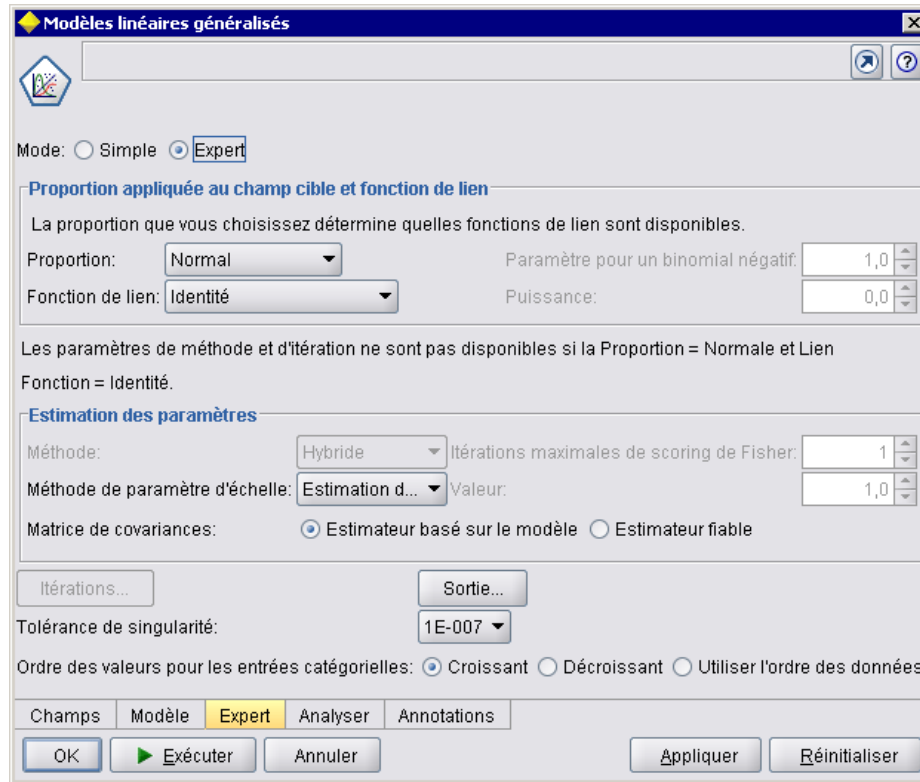 Modèles linéaires généralisés
Mode: Simple Expert
Proportion appliquée au champ cible et fonction de lien
La proportion que vous choisissez détermine quelles fonctions de lien sont disponibles.
Proportion: Normal Paramètre pour un binomial négatif: 1,0
Fonction de lien: Identité Puissance: 0,0
Les paramètres de méthode et d'itération ne sont pas disponibles si la Proportion = Normale et Lien
Fonction = Identité.
Estimation des paramètres
Méthode: Hybride Itérations maximales de scoring de Fisher: 1
Méthode de paramètre d'échelle: Estimation d... Valeur: 1,0
Matrice de covariances: Estimateur basé sur le modèle Estimateur fiable
Itérations... Sortie...
Tolérance de singularité: 1E-007
Ordre des valeurs pour les entrées catégorielles: Croissant Décroissant Utiliser l'ordre des données
Champs Modèle Expert Analyser Annotations
OK Exécuter Annuler Appliquer Réinitialiser